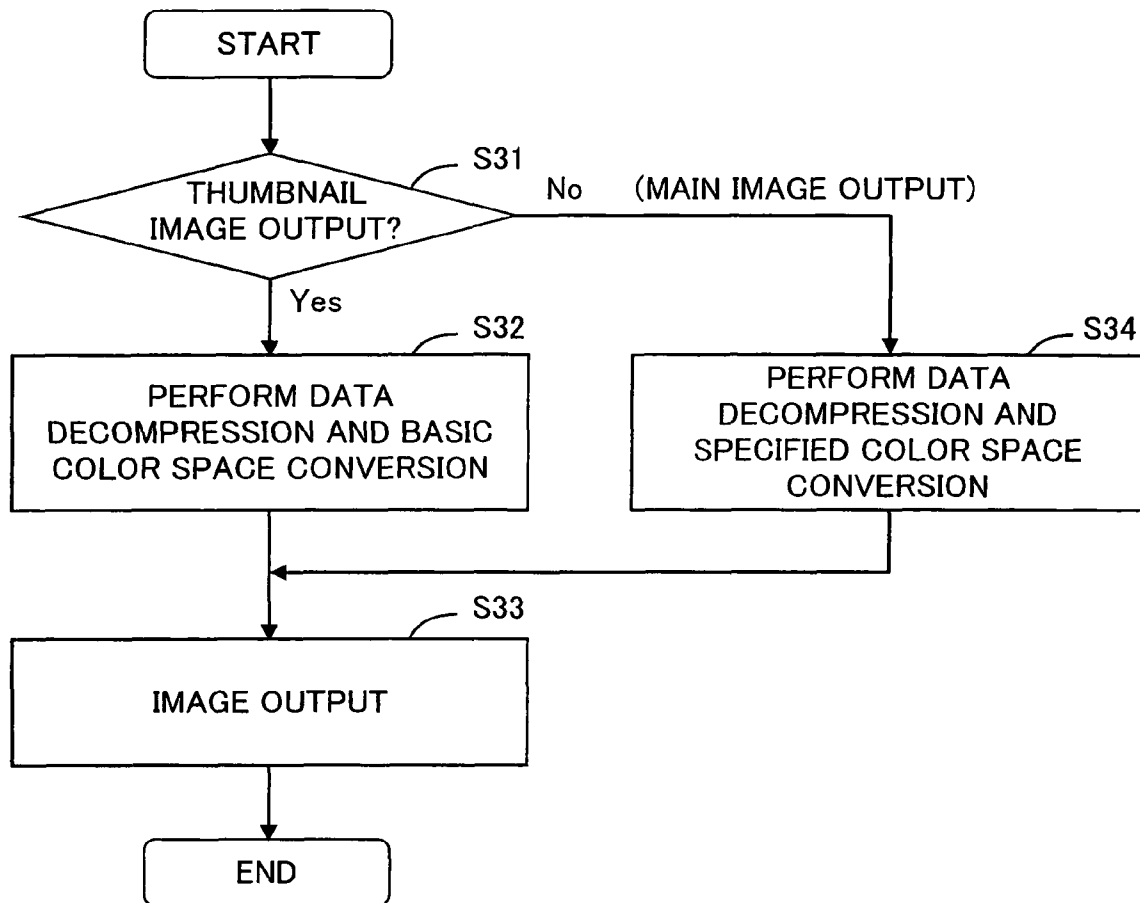 START
S31
THUMBNAIL
IMAGE OUTPUT?
No (MAIN IMAGE OUTPUT)
Yes
S32
PERFORM DATA
DECOMPRESSION AND BASIC
COLOR SPACE CONVERSION
S34
PERFORM DATA
DECOMPRESSION AND
SPECIFIED COLOR SPACE
CONVERSION
S33
IMAGE OUTPUT
END